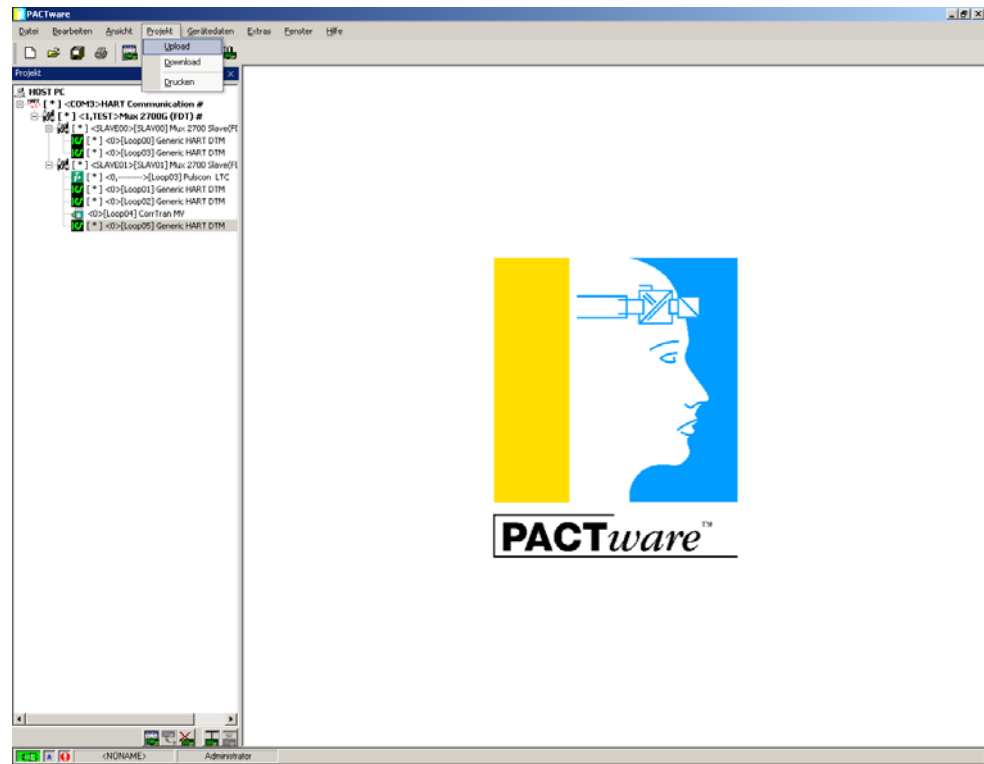 PACTware
Datei Bearbeiten Ansicht Projekt Gerätedaten Extras Fenster Hilfe
Upload
Download
Drucken
Projekt
HOST PC
[ * ] <COM3>HART Communication #
[ * ] <1,TEST>Mux 2700G (FDT) #
[ * ] <SLAVE00>[SLAV00] Mux 2700 Slave(F
[ * ] <0>[Loop00] Generic HART DTM
[ * ] <0>[Loop03] Generic HART DTM
[ * ] <SLAVE01>[SLAV01] Mux 2700 Slave(F
[ * ] <0,-------->[Loop03] Pulscon LTC
[ * ] <0>[Loop01] Generic HART DTM
[ * ] <0>[Loop02] Generic HART DTM
<0>[Loop04] CorrTran MV
[ * ] <0>[Loop05] Generic HART DTM
PACTware™
<NONAME> Administrator